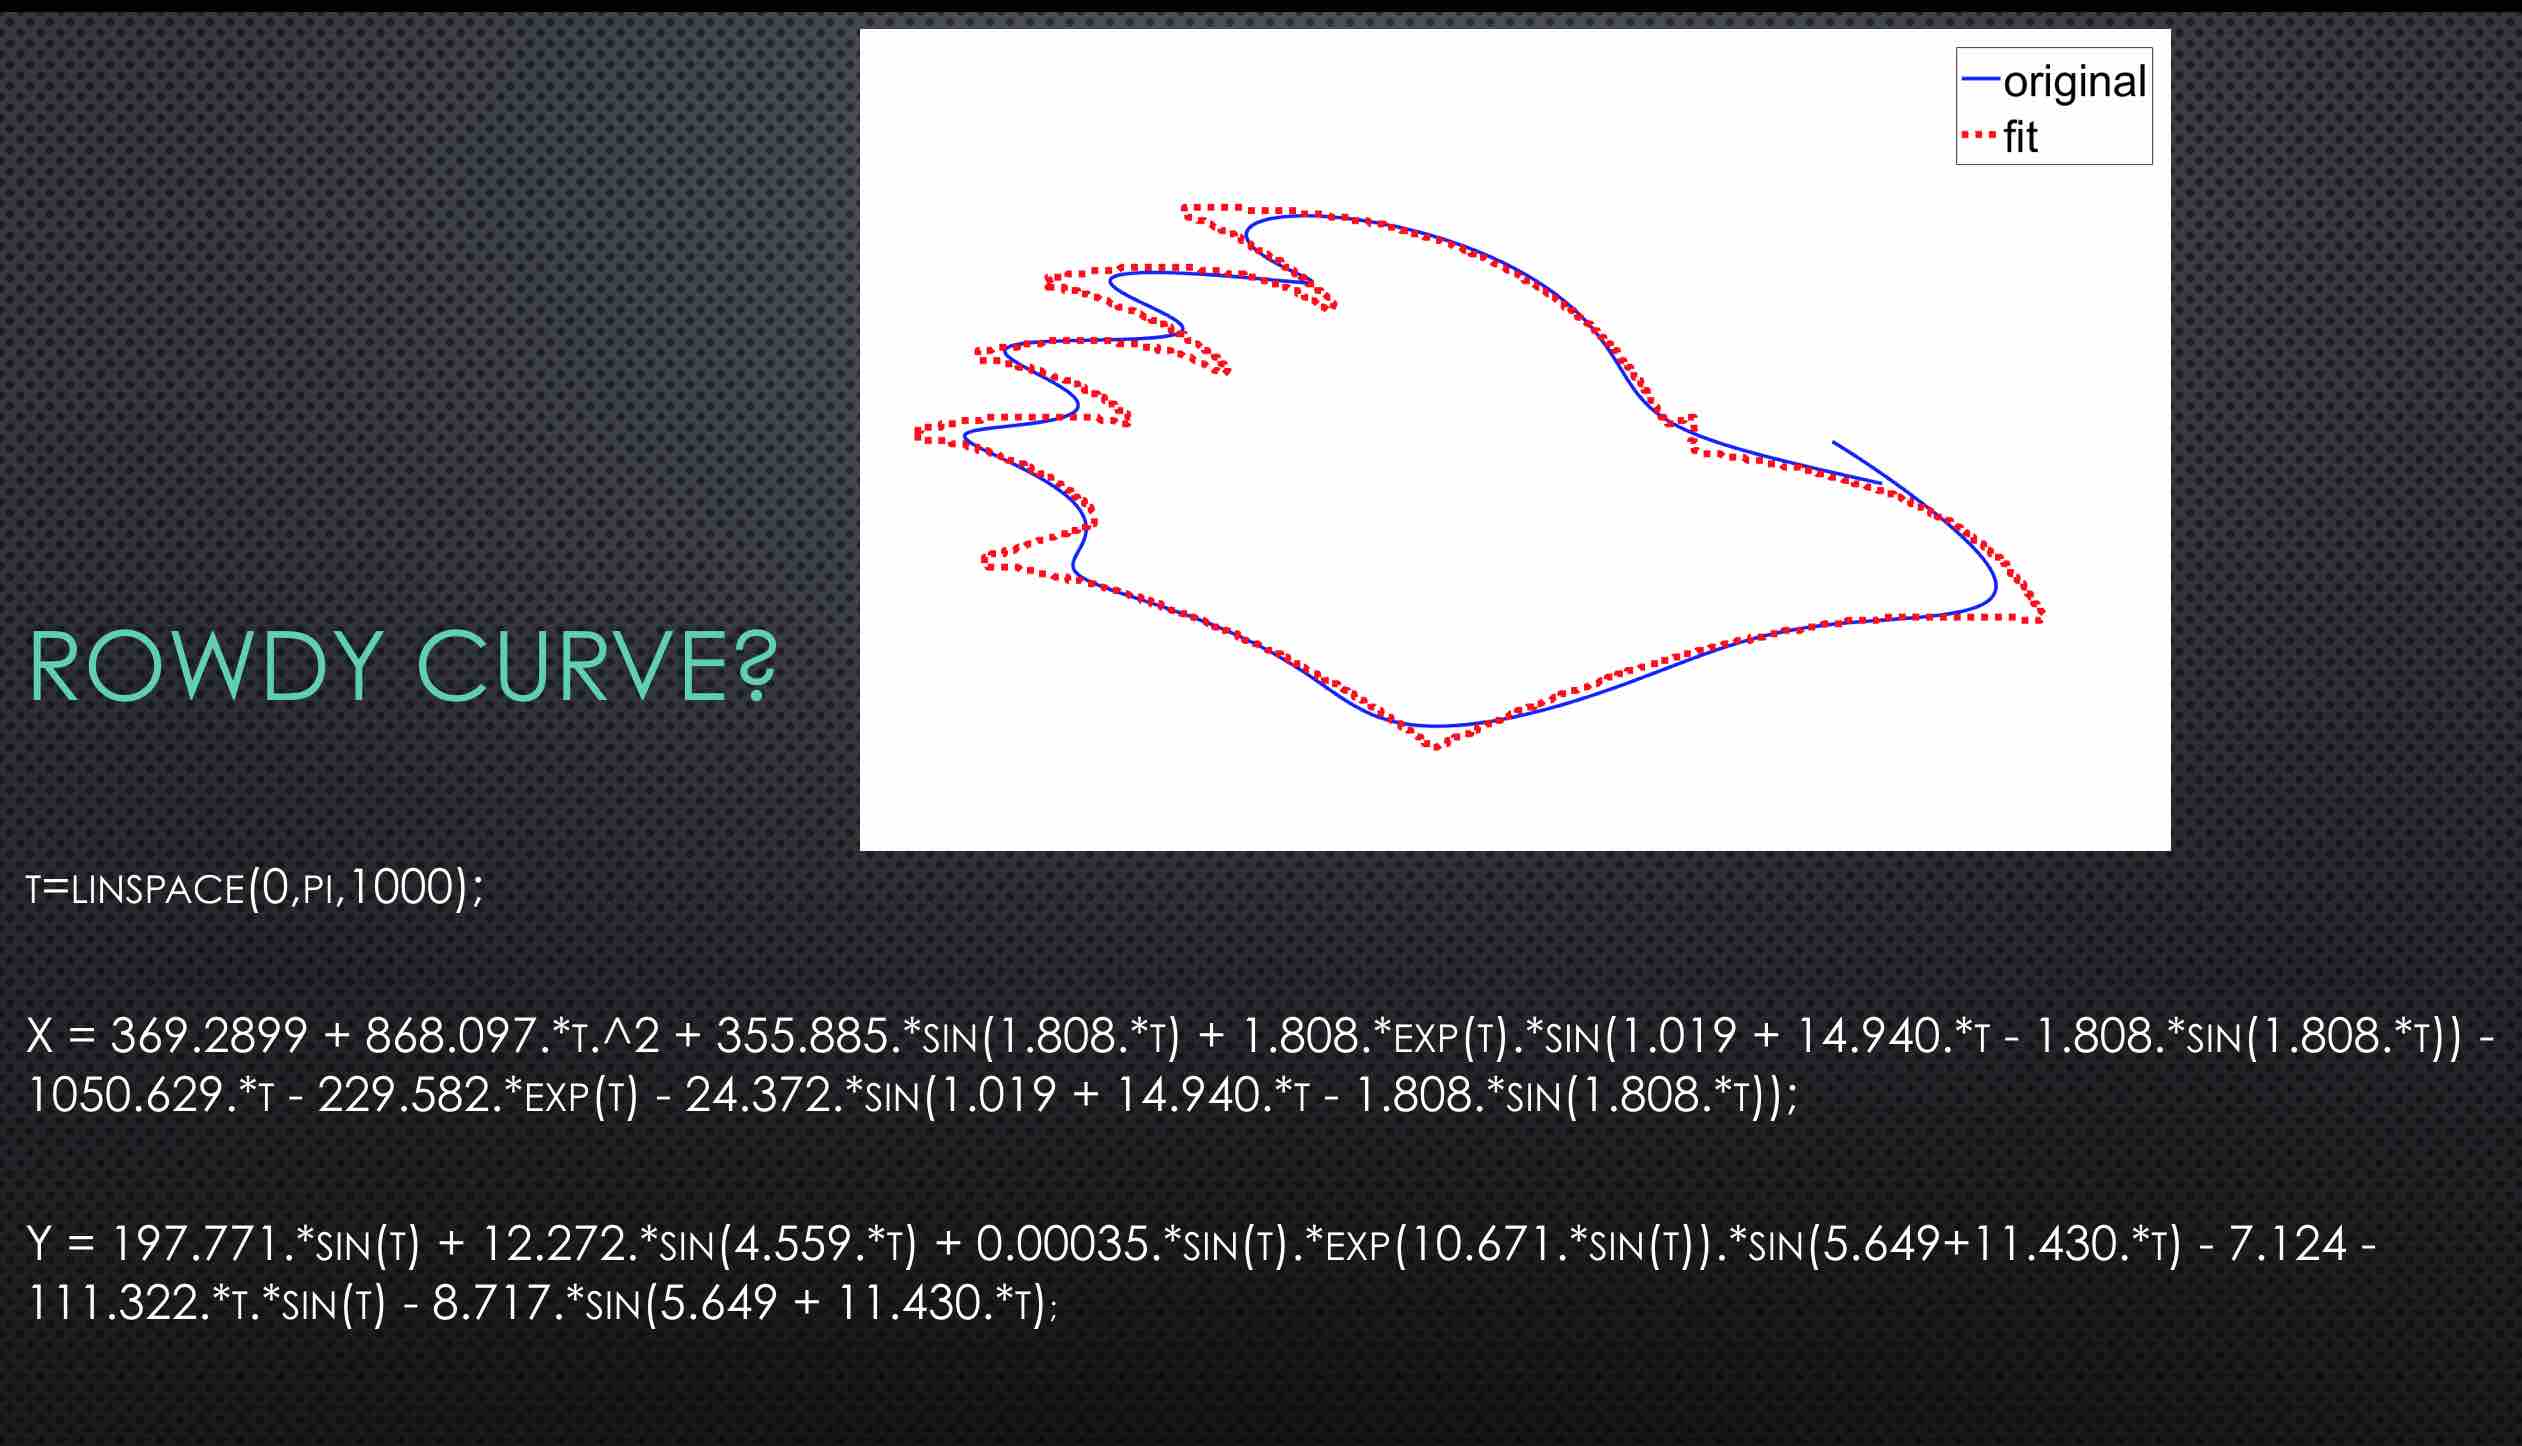 original
fit
ROWDY CURVE?
T=LINSPACE(0,PI,1000);
X = 369.2899 + 868.097.*T.^2 + 355.885.*SIN(1.808.*T) + 1.808.*EXP(T).*SIN(1.019 + 14.940.*T - 1.808.*SIN(1.808.*T)) -
1050.629.*T - 229.582.*EXP(T) - 24.372.*SIN(1.019 + 14.940.*T - 1.808.*SIN(1.808.*T));
Y = 197.771.*SIN(T) + 12.272.*SIN(4.559.*T) + 0.00035.*SIN(T).*EXP(10.671.*SIN(T)).*SIN(5.649+11.430.*T) - 7.124 -
111.322.*T.*SIN(T) - 8.717.*SIN(5.649 + 11.430.*T);